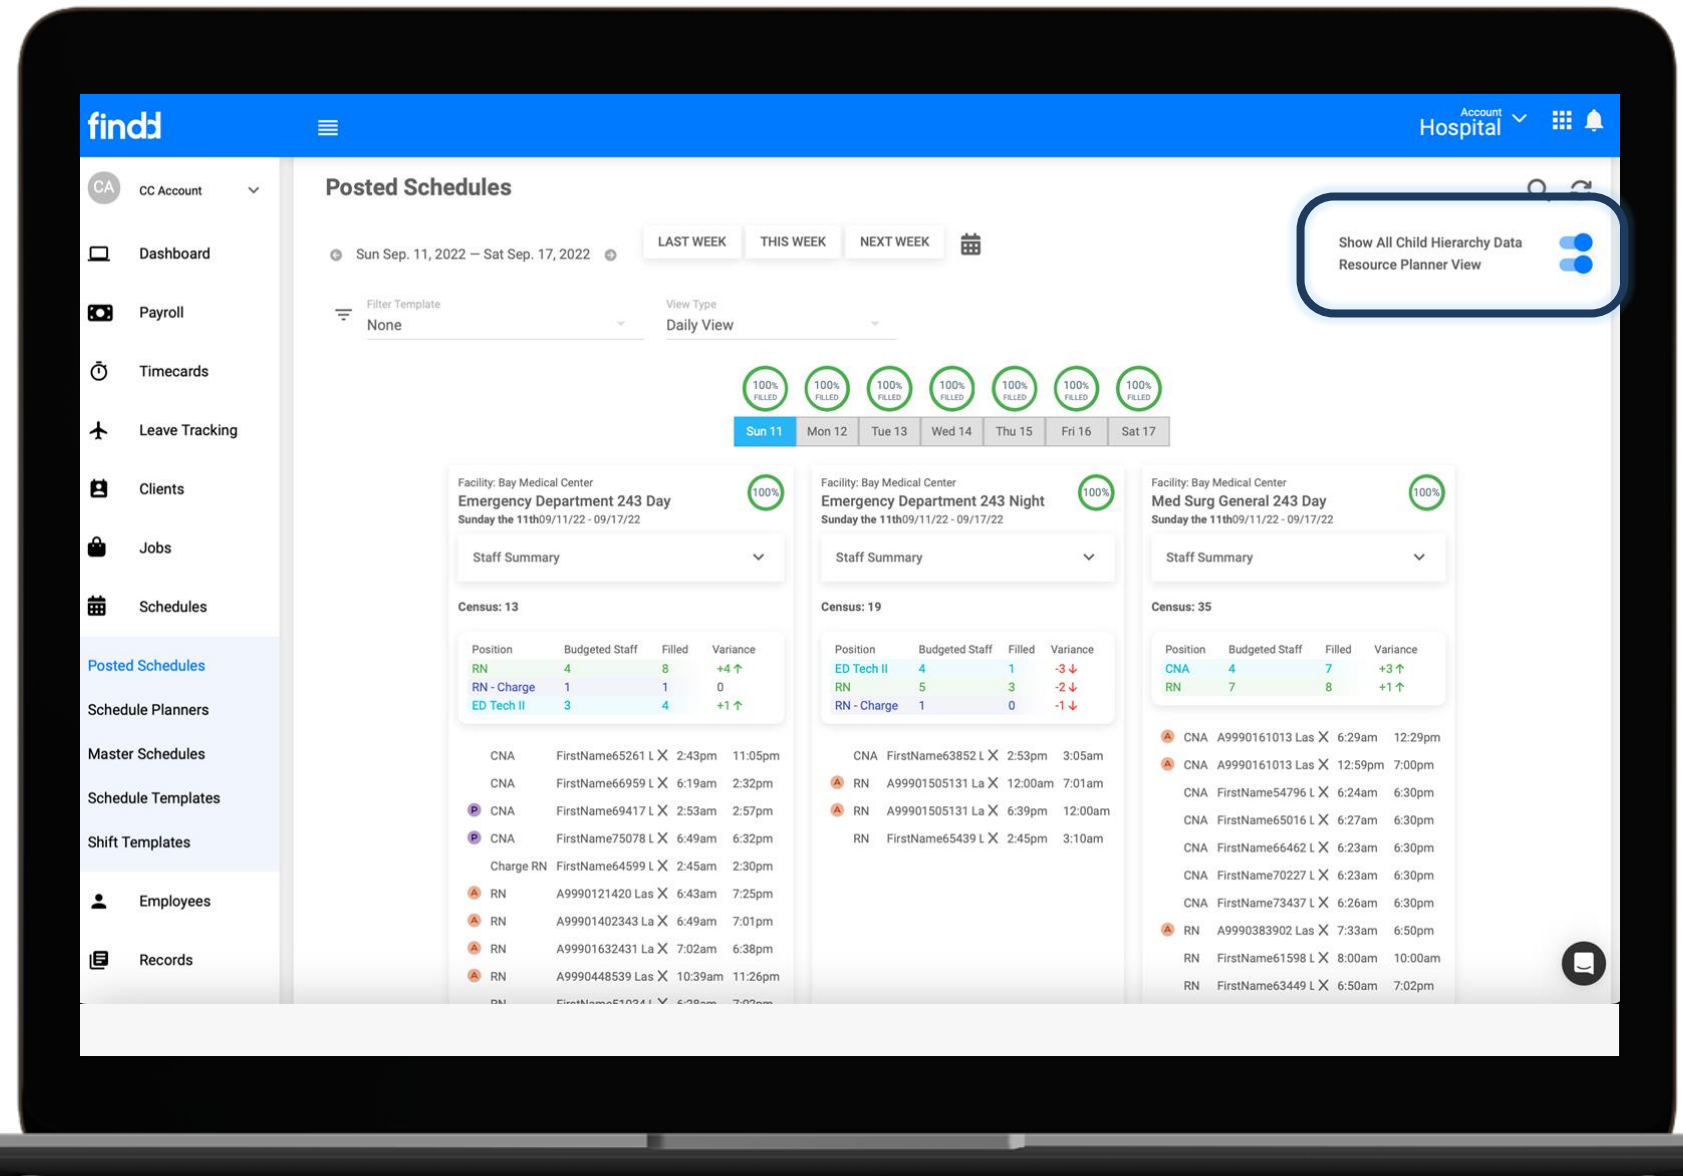 findd
Account
Hospital
CA CC Account
Dashboard
Payroll
Timecards
Leave Tracking
Clients
Jobs
Schedules
Posted Schedules
Schedule Planners
Master Schedules
Schedule Templates
Shift Templates
Employees
Records
Posted Schedules
Show All Child Hierarchy Data
Resource Planner View
Sun Sep. 11, 2022 — Sat Sep. 17, 2022
LAST WEEK THIS WEEK NEXT WEEK
Filter Template View Type
None Daily View
100% 100% 100% 100% 100% 100% 100%
FILLED FILLED FILLED FILLED FILLED FILLED FILLED
Sun 11 Mon 12 Tue 13 Wed 14 Thu 15 Fri 16 Sat 17
Facility: Bay Medical Center
Emergency Department 243 Day 100%
Sunday the 11th09/11/22 - 09/17/22
Staff Summary
Census: 13
Position Budgeted Staff Filled Variance
RN 4 8 +4↑
RN - Charge 1 1 0
ED Tech II 3 4 +1↑
CNA FirstName65261 L X 2:43pm 11:05pm
CNA FirstName66959 L X 6:19am 2:32pm
P CNA FirstName69417 L X 2:53am 2:57pm
P CNA FirstName75078 L X 6:49am 6:32pm
Charge RN FirstName64599 L X 2:45am 2:30pm
A RN A9990121420 Las X 6:43am 7:25pm
A RN A99901402343 La X 6:49am 7:01pm
A RN A99901632431 La X 7:02am 6:38pm
A RN A9990448539 Las X 10:39am 11:26pm
RN FirstName51034 L X 6:28am 7:02pm
Facility: Bay Medical Center
Emergency Department 243 Night 100%
Sunday the 11th09/11/22 - 09/17/22
Staff Summary
Census: 19
Position Budgeted Staff Filled Variance
ED Tech II 4 1 -3↓
RN 5 3 -2↓
RN - Charge 1 0 -1↓
CNA FirstName63852 L X 2:53pm 3:05am
A RN A99901505131 La X 12:00am 7:01am
A RN A99901505131 La X 6:39pm 12:00am
RN FirstName65439 L X 2:45pm 3:10am
Facility: Bay Medical Center
Med Surg General 243 Day 100%
Sunday the 11th09/11/22 - 09/17/22
Staff Summary
Census: 35
Position Budgeted Staff Filled Variance
CNA 4 7 +3↑
RN 7 8 +1↑
A CNA A9990161013 Las X 6:29am 12:29pm
A CNA A9990161013 Las X 12:59pm 7:00pm
CNA FirstName54796 L X 6:24am 6:30pm
CNA FirstName65016 L X 6:27am 6:30pm
CNA FirstName66462 L X 6:23am 6:30pm
CNA FirstName70227 L X 6:23am 6:30pm
CNA FirstName73437 L X 6:26am 6:30pm
A RN A9990383902 Las X 7:33am 6:50pm
RN FirstName61598 L X 8:00am 10:00am
RN FirstName63449 L X 6:50am 7:02pm